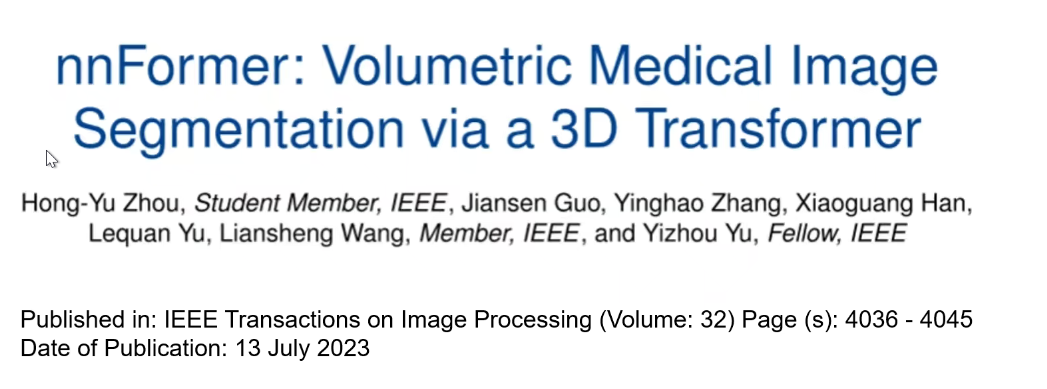 nnFormer: Volumetric Medical Image
Segmentation via a 3D Transformer
Hong-Yu Zhou, Student Member, IEEE, Jiansen Guo, Yinghao Zhang, Xiaoguang Han,
Lequan Yu, Liansheng Wang, Member, IEEE, and Yizhou Yu, Fellow, IEEE
Published in: IEEE Transactions on Image Processing (Volume: 32) Page (s): 4036 - 4045
Date of Publication: 13 July 2023